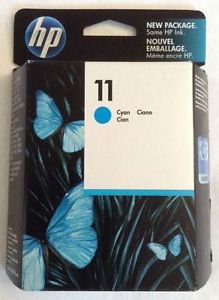 hp
NEW PACKAGE.
Same HP Ink.
NOUVEL
EMBALLAGE.
Même encre HP.
11
Cyan Ciano
Cian